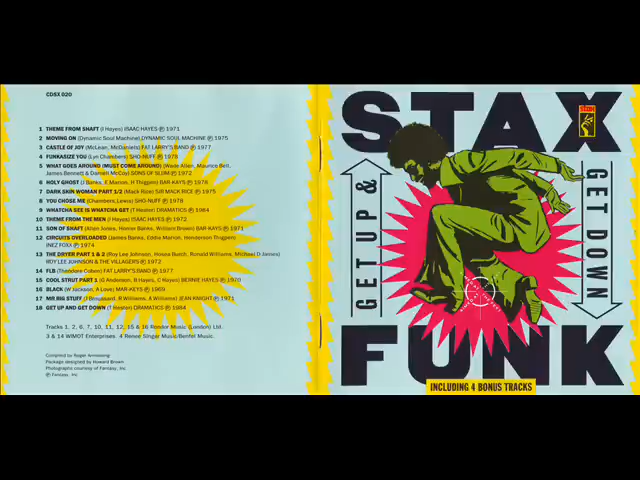 CDSX 020
1 THEME FROM SHAFT (I Hayes) ISAAC HAYES ℗ 1971
2 MOVING ON (Dynamic Soul Machine) DYNAMIC SOUL MACHINE ℗ 1975
3 CASTLE OF JOY (McLean, McDaniels) FAT LARRY'S BAND ℗ 1977
4 FUNKASIZE YOU (Lyn Chambers) SHO-NUFF ℗ 1978
5 WHAT GOES AROUND (MUST COME AROUND) (Wade Allen, Maurice Bell,
James Bennett & Darnell McCoy) SONS OF SLUM ℗ 1972
6 HOLY GHOST (J Banks, E Marion, H Thigpen) BAR-KAYS ℗ 1978
7 DARK SKIN WOMAN PART 1/2 (Mack Rice) SIR MACK RICE ℗ 1975
8 YOU CHOSE ME (Chambers, Lewis) SHO-NUFF ℗ 1978
9 WHATCHA SEE IS WHATCHA GET (T Hester) DRAMATICS ℗ 1984
10 THEME FROM THE MEN (I Hayes) ISAAC HAYES ℗ 1972
11 SON OF SHAFT (Allen Jones, Homer Banks, William Brown) BAR-KAYS ℗ 1971
12 CIRCUITS OVERLOADED (James Banks, Eddie Marion, Henderson Thigpen)
INEZ FOXX ℗ 1974
13 THE DRYER PART 1 & 2 (Roy Lee Johnson, Hosea Butch, Ronald Williams, Michael D James)
ROY LEE JOHNSON & THE VILLAGERS ℗ 1972
14 FLB (Theodore Cohen) FAT LARRY'S BAND ℗ 1977
15 COOL STRUT PART 1 (G Anderson, B Hayes, C Hayes) BERNIE HAYES ℗ 1970
16 BLACK (W Jackson, A Love) MAR-KEYS ℗ 1969
17 MR BIG STUFF (J Broussard, R Williams, A Williams) JEAN KNIGHT ℗ 1971
18 GET UP AND GET DOWN (T Hester) DRAMATICS ℗ 1984
Tracks 1, 2, 6, 7, 10, 11, 12, 15 & 16 Rondor Music (London) Ltd.
3 & 14 WIMOT Enterprises. 4 Renee Singer Music/Benfel Music.
Compiled by Roger Armstrong
Package designed by Howard Brown
Photographs courtesy of Fantasy, Inc.
℗ Fantasy, Inc.
STAX
GET UP &
GET DOWN
FUNK
INCLUDING 4 BONUS TRACKS